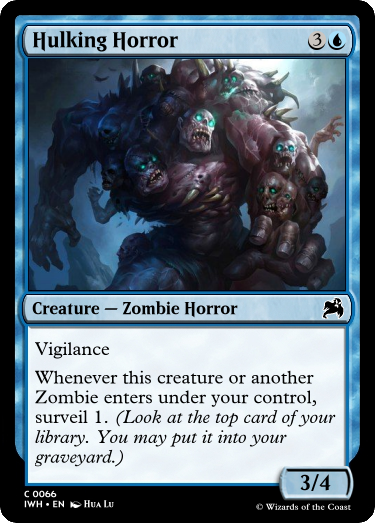 Hulking Horror 3
Creature — Zombie Horror
Vigilance
Whenever this creature or another
Zombie enters under your control,
surveil 1. (Look at the top card of your
library. You may put it into your
graveyard.)
3/4
C 0066
IWH • EN Hua Lu
© Wizards of the Coast